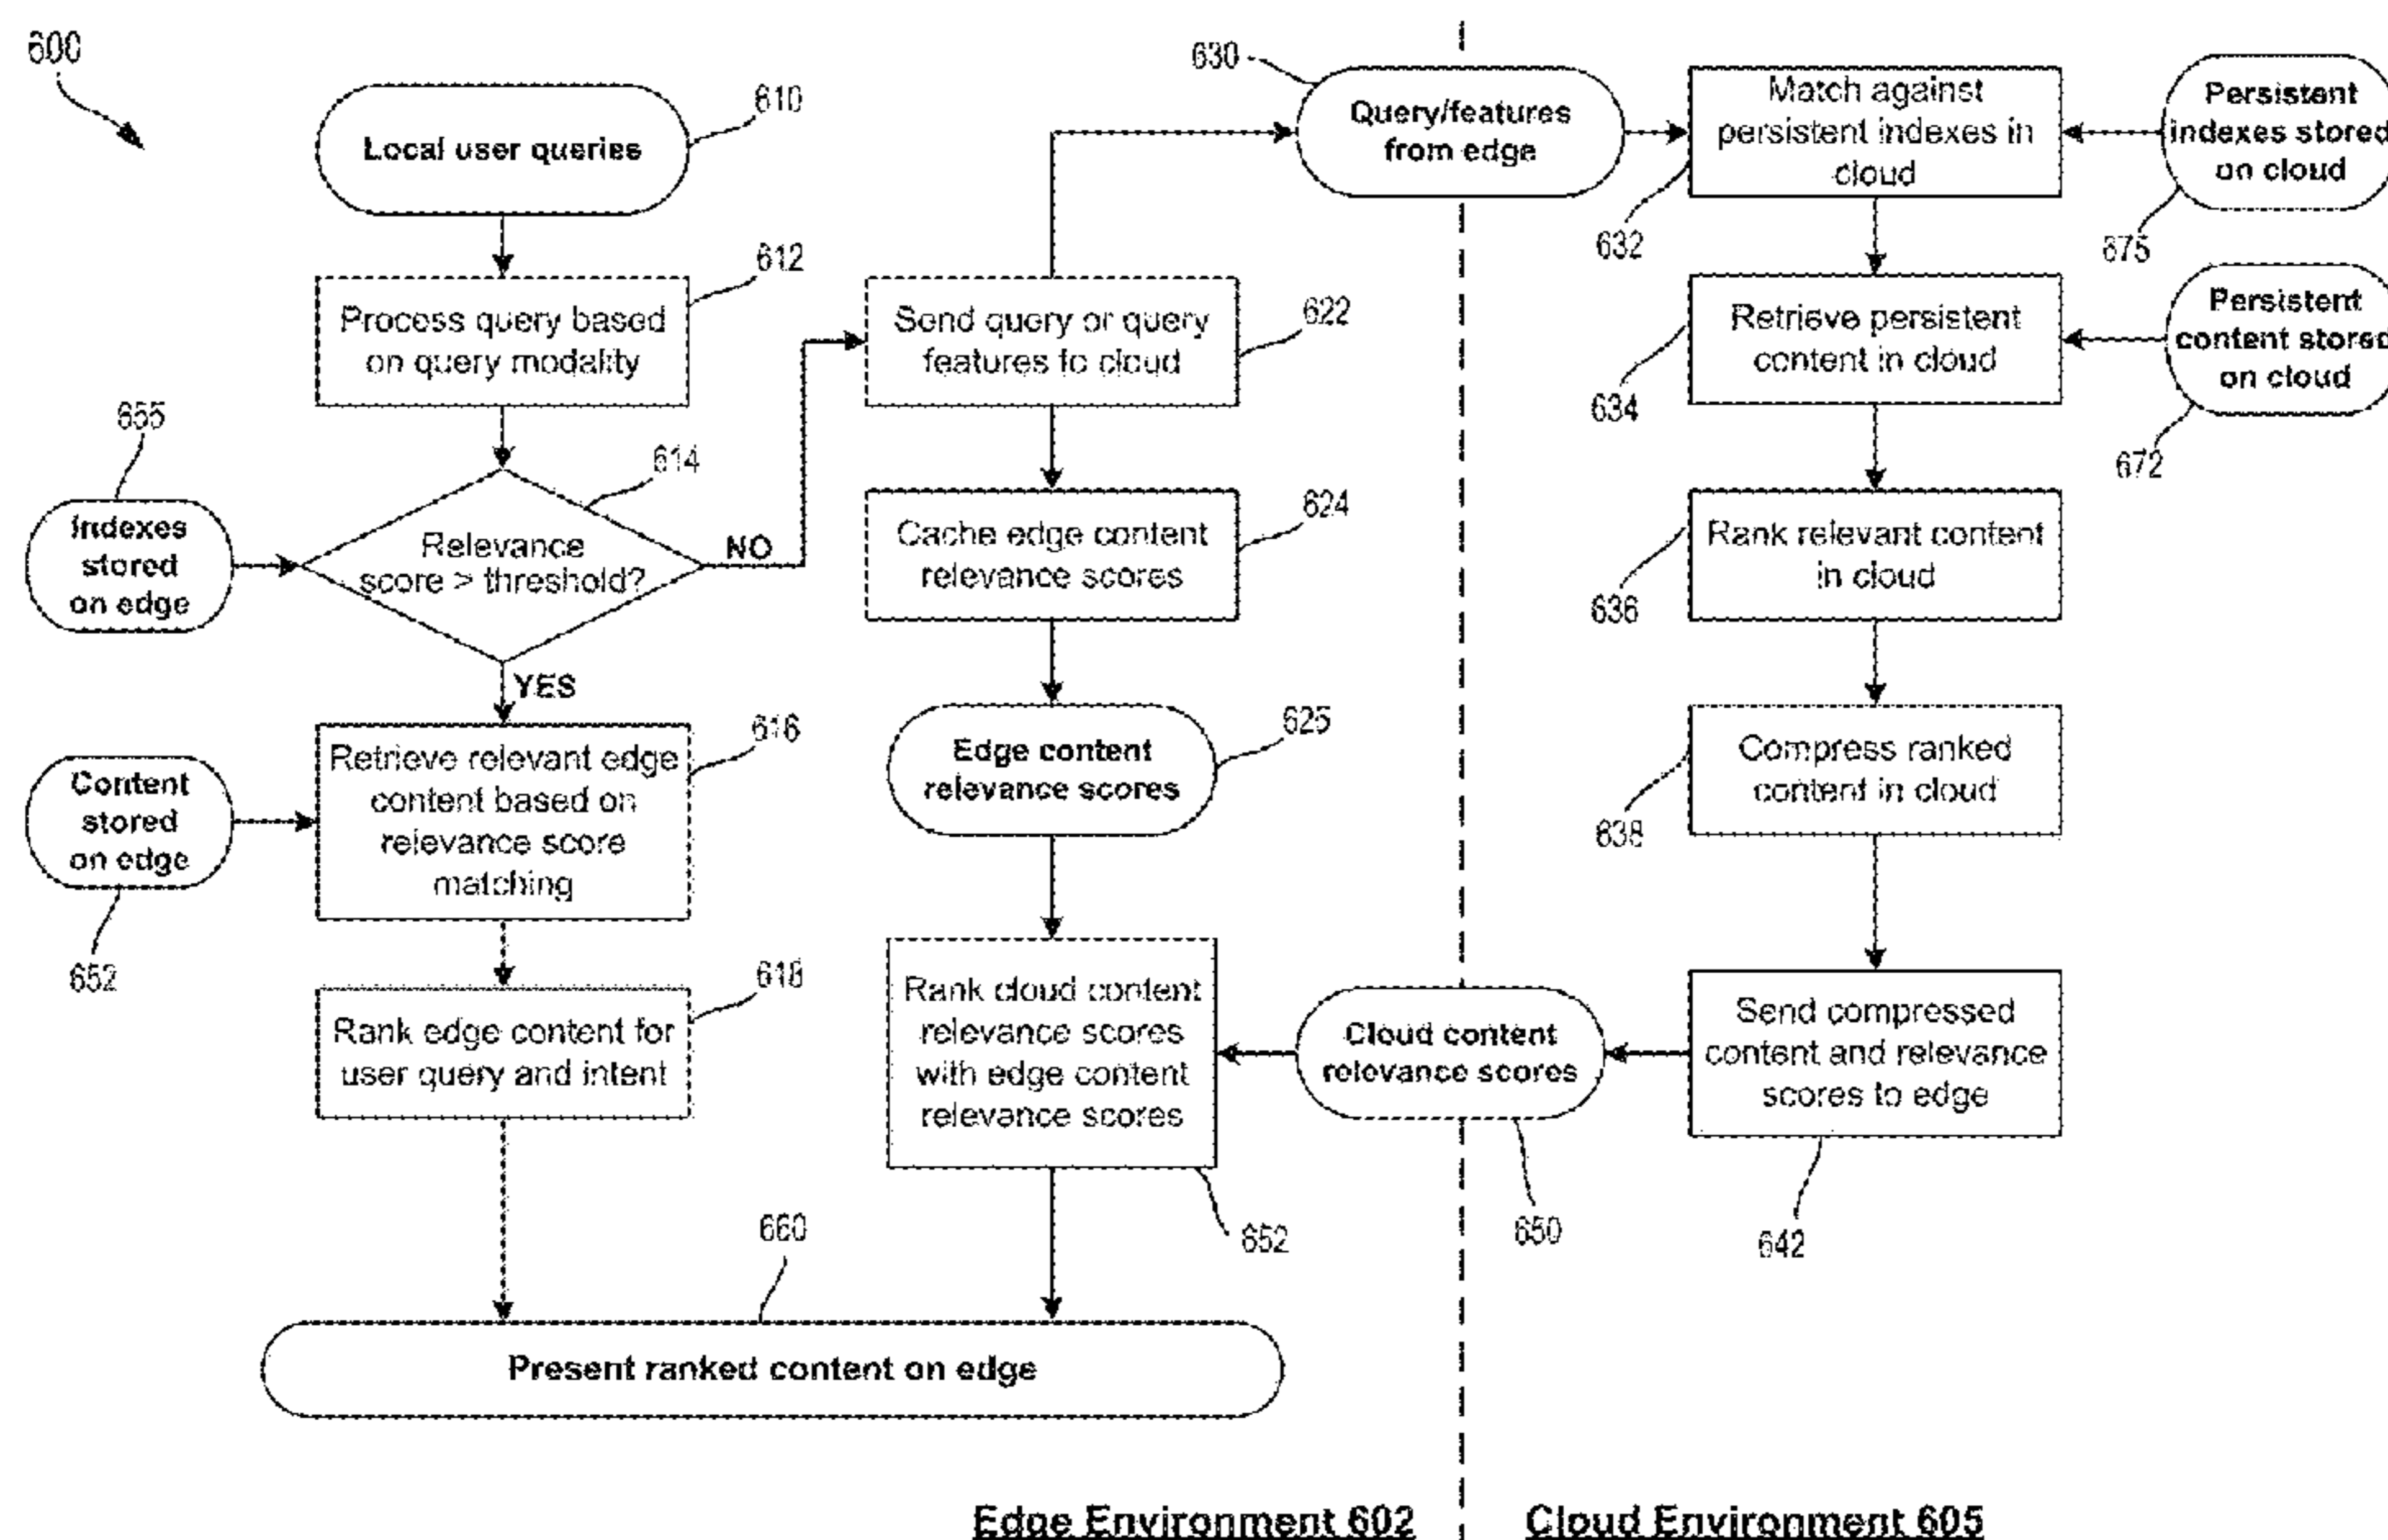 600
Local user queries
610
Process query based
on query modality
612
655
Indexes
stored
on edge
Relevance
score > threshold?
614
NO
YES
Content
stored
on edge
652
Retrieve relevant edge
content based on
relevance score
matching
616
Rank edge content for
user query and intent
618
Send query or query
features to cloud
622
Cache edge content
relevance scores
624
Edge content
relevance scores
625
Rank cloud content
relevance scores
with edge content
relevance scores
652
660
Present ranked content on edge
630
Query/features
from edge
Match against
persistent indexes in
cloud
632
Persistent
indexes stored
on cloud
675
Retrieve persistent
content in cloud
634
Persistent
content stored
on cloud
672
Rank relevant content
in cloud
636
Compress ranked
content in cloud
638
Send compressed
content and relevance
scores to edge
642
Cloud content
relevance scores
650
Edge Environment 602
Cloud Environment 605